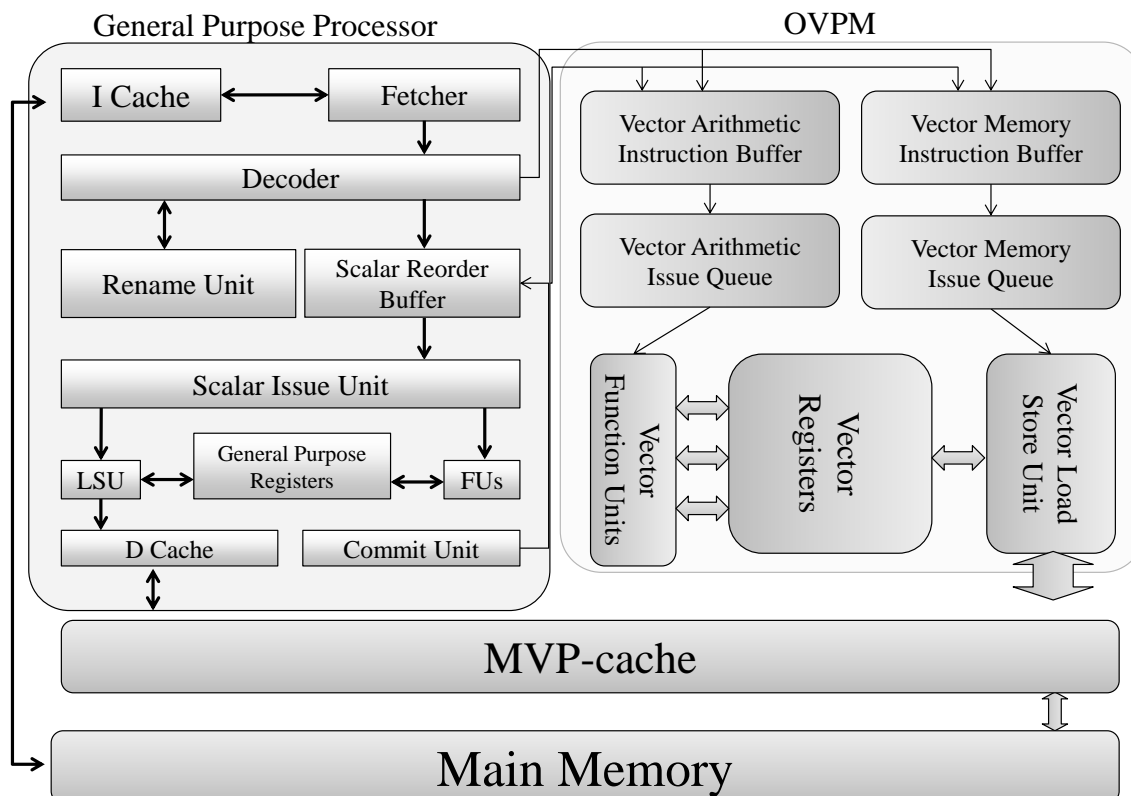 General Purpose Processor
OVPM
I Cache
Fetcher
Decoder
Rename Unit
Scalar Reorder
Buffer
Scalar Issue Unit
LSU
General Purpose
Registers
FUs
D Cache
Commit Unit
Vector Arithmetic
Instruction Buffer
Vector Memory
Instruction Buffer
Vector Arithmetic
Issue Queue
Vector Memory
Issue Queue
Vector
Function Units
Vector
Registers
Vector Load
Store Unit
MVP-cache
Main Memory